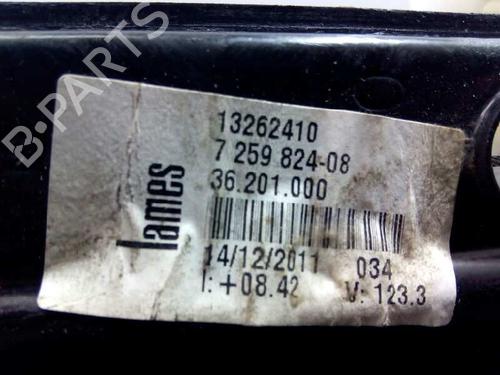 B-Parts
13262410
7 259 824-08
36.201.000
lames
14/12/2011 034
I: +08.42 V: 123.3